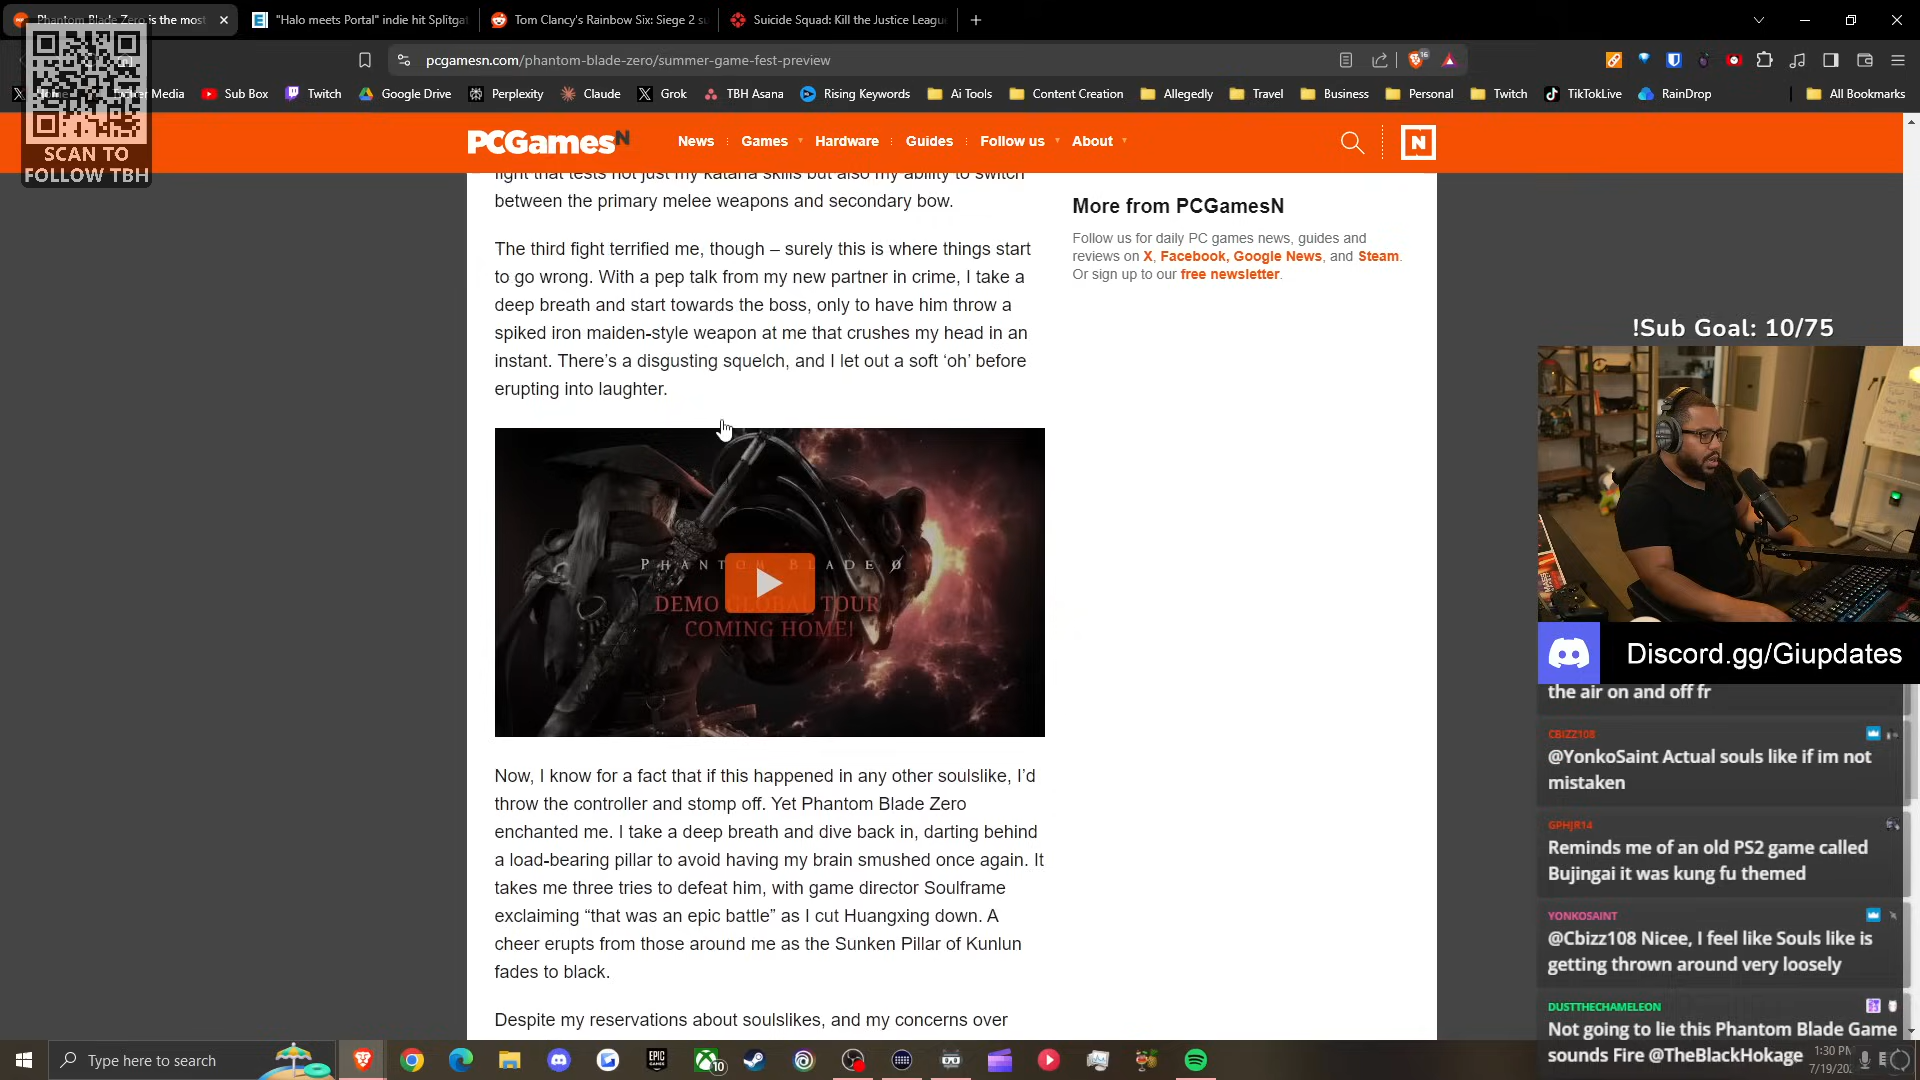 Phantom Blade Zero is the most
"Halo meets Portal" indie hit Splitgat
Tom Clancy's Rainbow Six: Siege 2 su
Suicide Squad: Kill the Justice Leagu
pcgamesn.com/phantom-blade-zero/summer-game-fest-preview
16
Media
Sub Box
Twitch
Google Drive
Perplexity
Claude
Grok
TBH Asana
Rising Keywords
Ai Tools
Content Creation
Allegedly
Travel
Business
Personal
Twitch
TikTokLive
RainDrop
All Bookmarks
SCAN TO
FOLLOW TBH
PCGamesN
News
Games
Hardware
Guides
Follow us
About
N
fight that tests not just my katana skills but also my ability to switch
between the primary melee weapons and secondary bow.
The third fight terrified me, though – surely this is where things start
to go wrong. With a pep talk from my new partner in crime, I take a
deep breath and start towards the boss, only to have him throw a
spiked iron maiden-style weapon at me that crushes my head in an
instant. There's a disgusting squelch, and I let out a soft 'oh' before
erupting into laughter.
PHANTOM BLADE 0
DEMO GLOBAL TOUR
COMING HOME!
Now, I know for a fact that if this happened in any other soulslike, I'd
throw the controller and stomp off. Yet Phantom Blade Zero
enchanted me. I take a deep breath and dive back in, darting behind
a load-bearing pillar to avoid having my brain smushed once again. It
takes me three tries to defeat him, with game director Soulframe
exclaiming "that was an epic battle" as I cut Huangxing down. A
cheer erupts from those around me as the Sunken Pillar of Kunlun
fades to black.
Despite my reservations about soulslikes, and my concerns over
More from PCGamesN
Follow us for daily PC games news, guides and
reviews on X, Facebook, Google News, and Steam.
Or sign up to our free newsletter.
!Sub Goal: 10/75
Discord.gg/Giupdates
the air on and off fr
CBIZZ108
@YonkoSaint Actual souls like if im not
mistaken
GPHJR14
Reminds me of an old PS2 game called
Bujingai it was kung fu themed
YONKOSAINT
@Cbizz108 Nicee, I feel like Souls like is
getting thrown around very loosely
DUSTTHECHAMELEON
Not going to lie this Phantom Blade Game
sounds Fire @TheBlackHokage
Type here to search
EPIC
10
1:30 PM
7/19/20